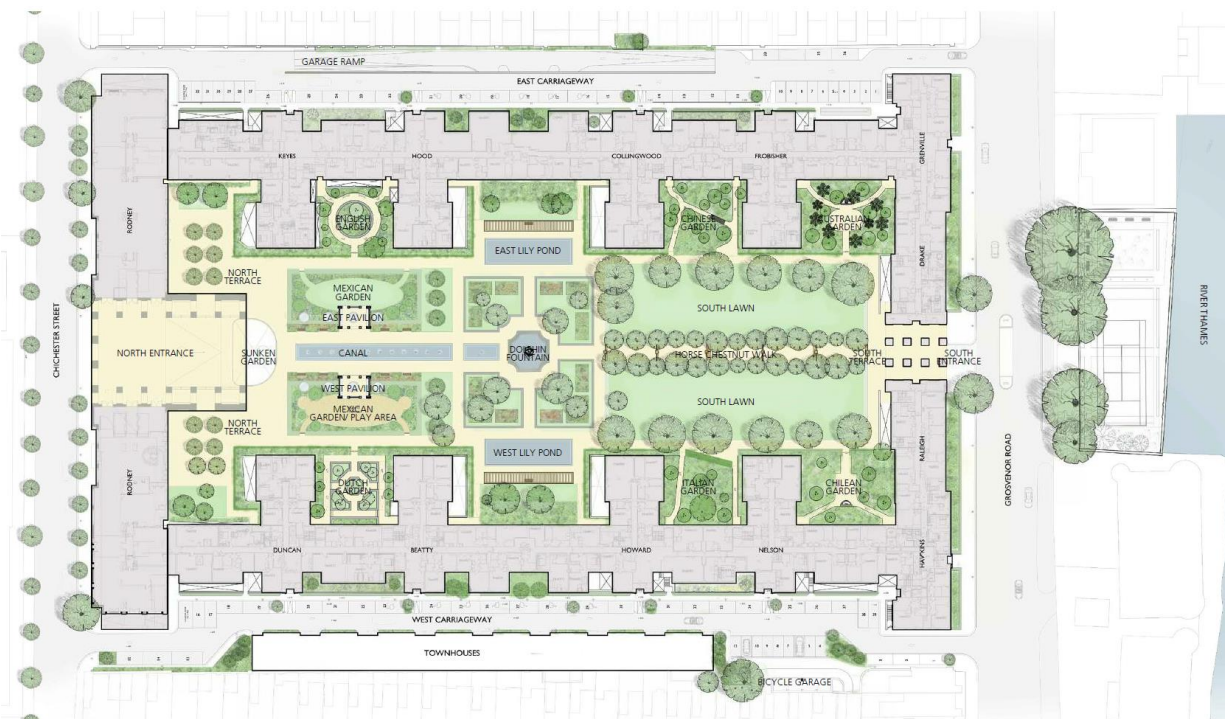 GARAGE RAMP
EAST CARRIAGEWAY
KEYES
HOOD
COLLINGWOOD
FROBISHER
GRENVILLE
RODNEY
ENGLISH
GARDEN
CHINESE
GARDEN
AUSTRALIAN
GARDEN
EAST LILY POND
DRAKE
NORTH
TERRACE
MEXICAN
GARDEN
SOUTH LAWN
EAST PAVILION
CHICHESTER STREET
NORTH ENTRANCE
SUNKEN
GARDEN
CANAL
DOLPHIN
FOUNTAIN
HORSE CHESTNUT WALK
SOUTH
TERRACE
SOUTH
ENTRANCE
RIVER THAMES
WEST PAVILION
MEXICAN
GARDEN/ PLAY AREA
SOUTH LAWN
NORTH
TERRACE
WEST LILY POND
RALEIGH
GROSVENOR ROAD
RODNEY
DUTCH
GARDEN
ITALIAN
GARDEN
CHILEAN
GARDEN
DUNCAN
BEATTY
HOWARD
NELSON
HAWKINS
WEST CARRIAGEWAY
TOWNHOUSES
BICYCLE GARAGE